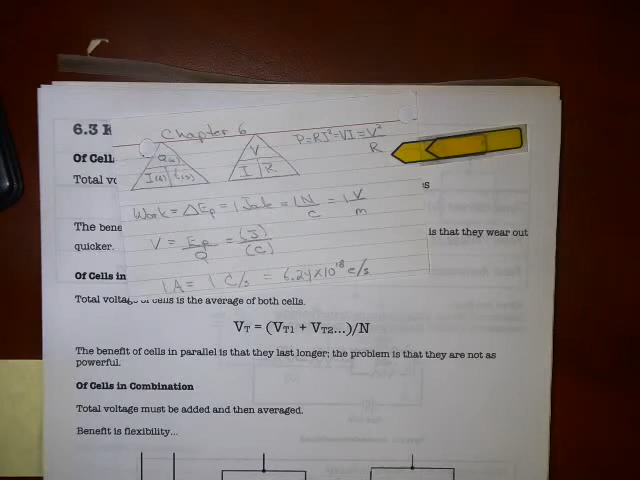 6.3
Chapter 6
P=RI²=VI=V²
R
Of Cell
Q(c)
V
I(A) t(s)
I R
Total vo
s
Work = ΔEp = 1 Joule = 1 N = 1 V
C m
The bene
is that they wear out
V = Ep = (J)
Q (C)
quicker.
Of Cells in
1A = 1 C/s = 6.24x10¹⁸ e/s
Total voltage of cells is the average of both cells.
VT = (VT1 + VT2...)/N
The benefit of cells in parallel is that they last longer; the problem is that they are not as
powerful.
Of Cells in Combination
Total voltage must be added and then averaged.
Benefit is flexibility...